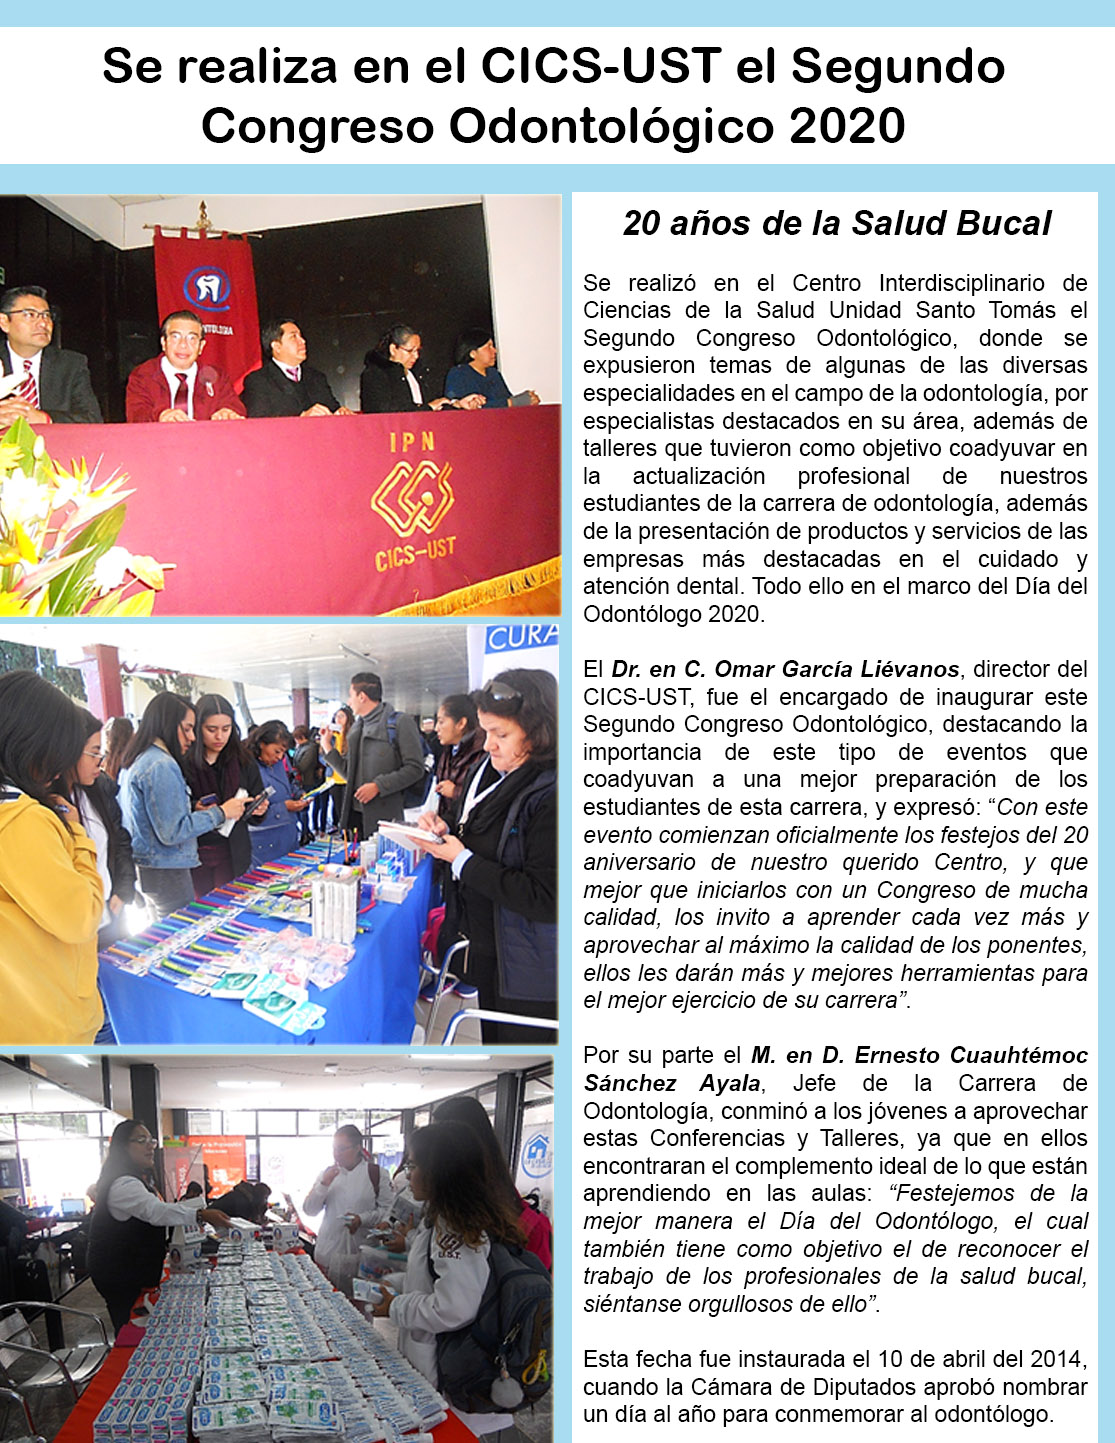 Se realiza en el CICS-UST el Segundo
Congreso Odontológico 2020
ONTOLOGIA
IPN
CICS-UST
CURA
U.S.T.
20 años de la Salud Bucal
Se realizó en el Centro Interdisciplinario de
Ciencias de la Salud Unidad Santo Tomás el
Segundo Congreso Odontológico, donde se
expusieron temas de algunas de las diversas
especialidades en el campo de la odontología, por
especialistas destacados en su área, además de
talleres que tuvieron como objetivo coadyuvar en
la actualización profesional de nuestros
estudiantes de la carrera de odontología, además
de la presentación de productos y servicios de las
empresas más destacadas en el cuidado y
atención dental. Todo ello en el marco del Día del
Odontólogo 2020.
El Dr. en C. Omar García Liévanos, director del
CICS-UST, fue el encargado de inaugurar este
Segundo Congreso Odontológico, destacando la
importancia de este tipo de eventos que
coadyuvan a una mejor preparación de los
estudiantes de esta carrera, y expresó: “Con este
evento comienzan oficialmente los festejos del 20
aniversario de nuestro querido Centro, y que
mejor que iniciarlos con un Congreso de mucha
calidad, los invito a aprender cada vez más y
aprovechar al máximo la calidad de los ponentes,
ellos les darán más y mejores herramientas para
el mejor ejercicio de su carrera”.
Por su parte el M. en D. Ernesto Cuauhtémoc
Sánchez Ayala, Jefe de la Carrera de
Odontología, conminó a los jóvenes a aprovechar
estas Conferencias y Talleres, ya que en ellos
encontraran el complemento ideal de lo que están
aprendiendo en las aulas: “Festejemos de la
mejor manera el Día del Odontólogo, el cual
también tiene como objetivo el de reconocer el
trabajo de los profesionales de la salud bucal,
siéntanse orgullosos de ello”.
Esta fecha fue instaurada el 10 de abril del 2014,
cuando la Cámara de Diputados aprobó nombrar
un día al año para conmemorar al odontólogo.